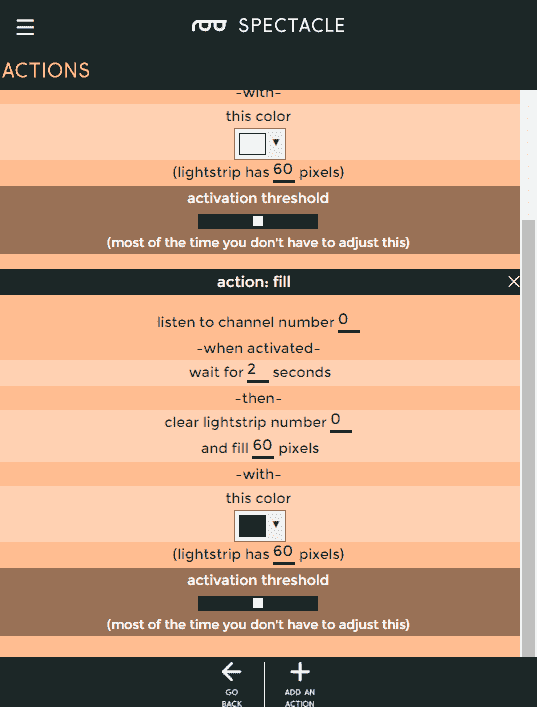 SPECTACLE
ACTIONS
-with-
this color
(lightstrip has 60 pixels)
activation threshold
(most of the time you don't have to adjust this)
action: fill
listen to channel number 0
-when activated-
wait for 2 seconds
-then-
clear lightstrip number 0
and fill 60 pixels
-with-
this color
(lightstrip has 60 pixels)
activation threshold
(most of the time you don't have to adjust this)
GO
BACK
ADD AN
ACTION